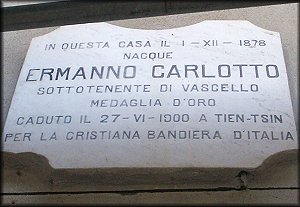 IN QUESTA CASA IL I-XII-1878
NACQUE
ERMANNO CARLOTTO
SOTTOTENENTE DI VASCELLO
MEDAGLIA D'ORO
CADUTO IL 27-VI-1900 A TIEN-TSIN
PER LA CRISTIANA BANDIERA D'ITALIA